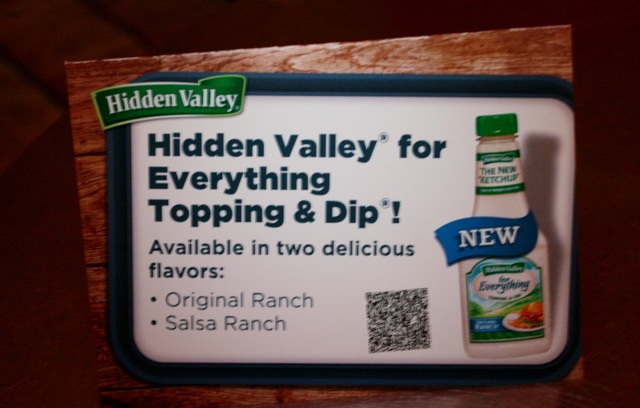 Hidden Valley®
Hidden Valley® for
Everything
Topping & Dip®!
Available in two delicious
flavors:
• Original Ranch
• Salsa Ranch
THE NEW
KETCHUP
NEW
Hidden Valley
for
Everything